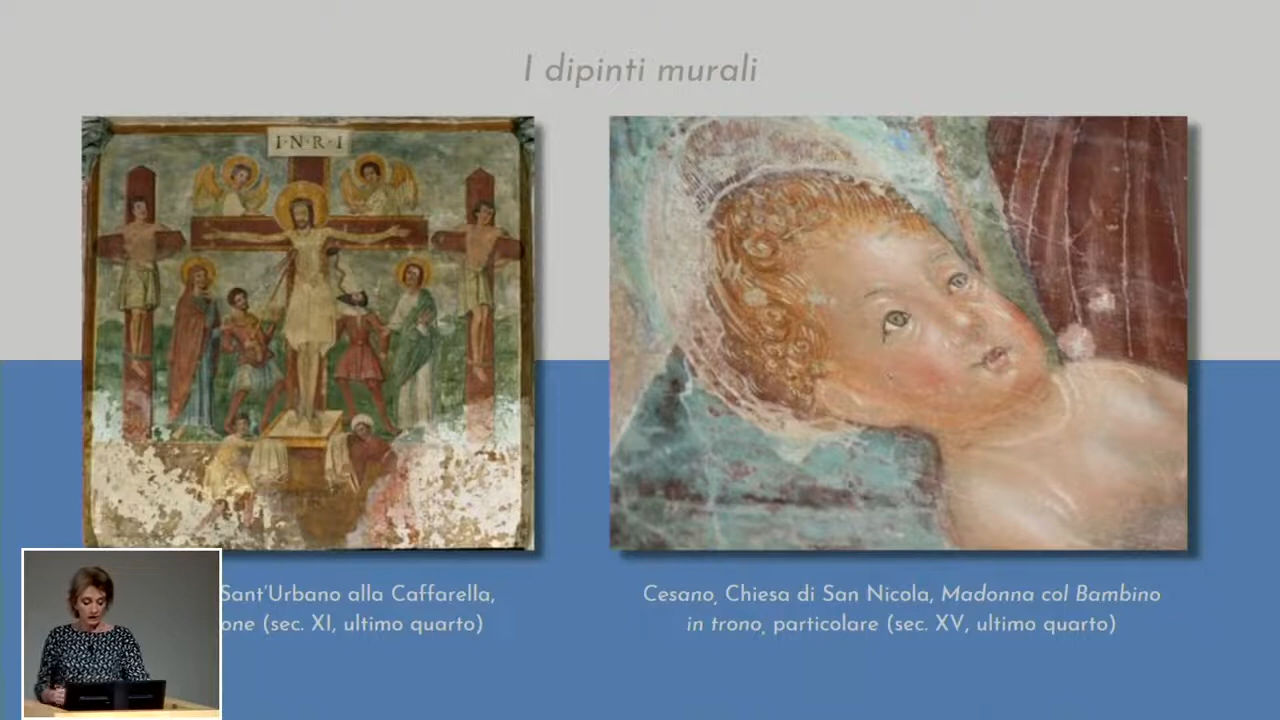 I dipinti murali
I·N·R·I
Sant'Urbano alla Caffarella,
one (sec. XI, ultimo quarto)
Cesano, Chiesa di San Nicola, Madonna col Bambino
in trono, particolare (sec. XV, ultimo quarto)